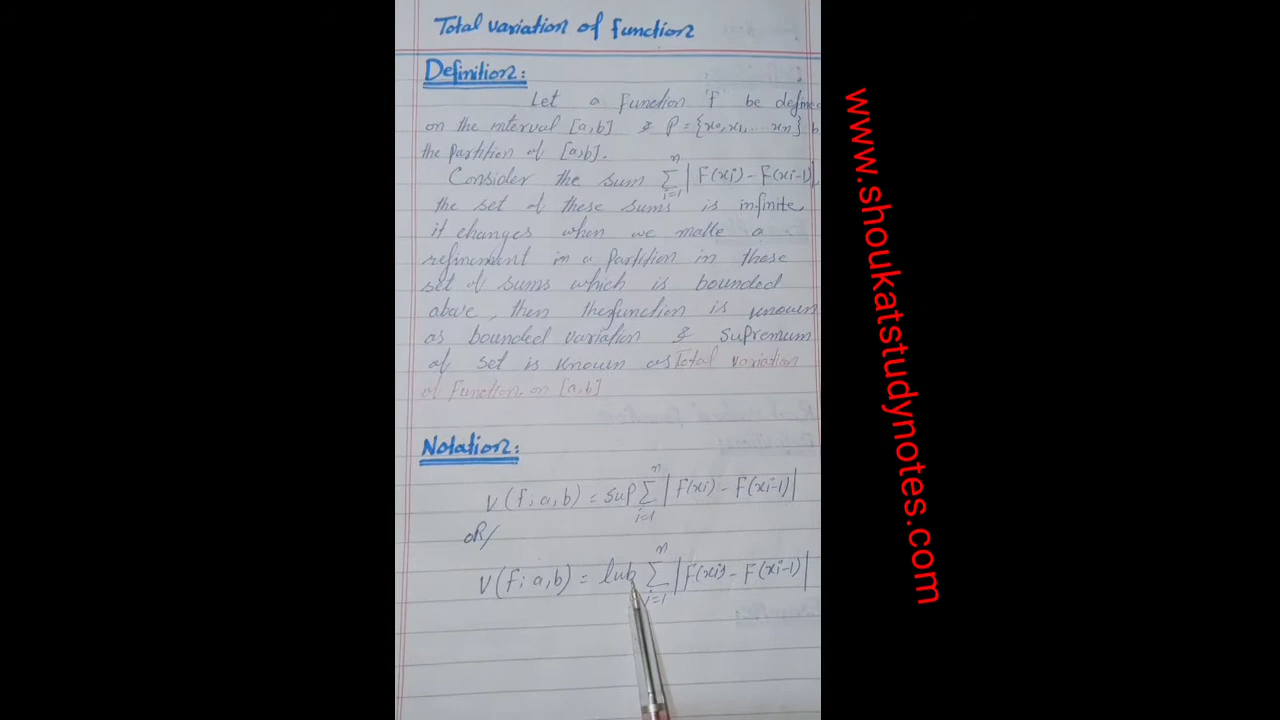 Total variation of function
Definition:
Let a Function 'f' be define
on the interval [a,b] & P = {x0, x1, ... xn} b
the partition of [a,b].
Consider the sum n∑i=1 | F(xi) - F(xi-1)|
the set of these sums is infinite
it changes when we make a
refinement in a partition in these
set of sums which is bounded
above, then the function is known
as bounded variation & Supremum
of set is known as Total variation
of Function on [a,b]
Notation:
V(f; a, b) = Sup n∑i=1 | F(xi) - F(xi-1)|
OR/
V(f; a, b) = lub n∑i=1 | F(xi) - F(xi-1)|
www.shoukatstudynotes.com